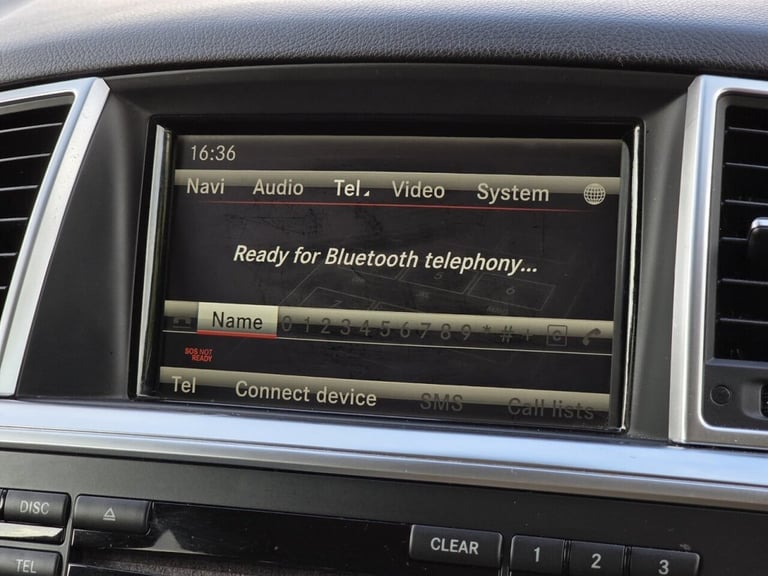 16:36
Navi Audio Tel Video System
Ready for Bluetooth telephony...
Name 0 1 2 3 4 5 6 7 8 9 * # + C
SOS NOT
READY
Tel Connect device SMS Call lists
DISC
TEL
CLEAR 1 2 3